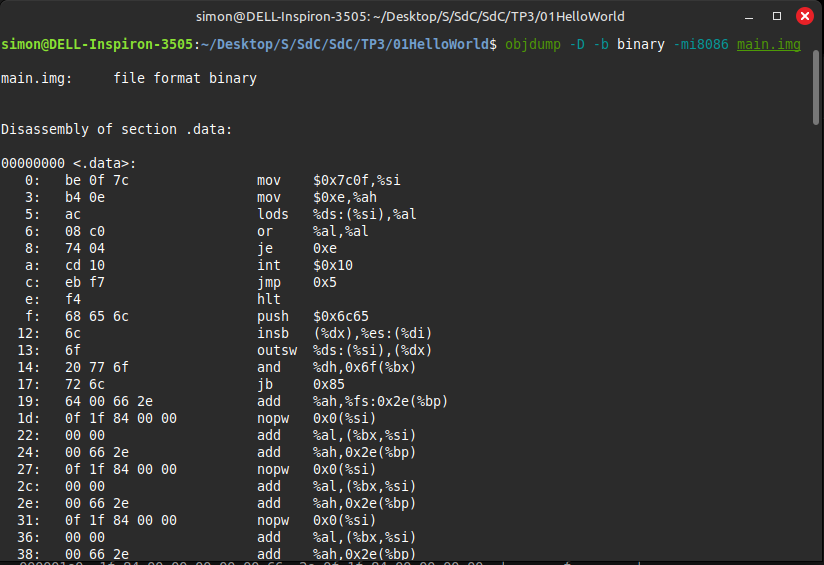 simon@DELL-Inspiron-3505: ~/Desktop/S/SdC/SdC/TP3/01HelloWorld
simon@DELL-Inspiron-3505:~/Desktop/S/SdC/SdC/TP3/01HelloWorld$ objdump -D -b binary -mi8086 main.img
main.img:     file format binary
Disassembly of section .data:
00000000 <.data>:
   0:   be 0f 7c                mov    $0x7c0f,%si
   3:   b4 0e                   mov    $0xe,%ah
   5:   ac                      lods   %ds:(%si),%al
   6:   08 c0                   or     %al,%al
   8:   74 04                   je     0xe
   a:   cd 10                   int    $0x10
   c:   eb f7                   jmp    0x5
   e:   f4                      hlt
   f:   68 65 6c                push   $0x6c65
  12:   6c                      insb   (%dx),%es:(%di)
  13:   6f                      outsw  %ds:(%si),(%dx)
  14:   20 77 6f                and    %dh,0x6f(%bx)
  17:   72 6c                   jb     0x85
  19:   64 00 66 2e             add    %ah,%fs:0x2e(%bp)
  1d:   0f 1f 84 00 00          nopw   0x0(%si)
  22:   00 00                   add    %al,(%bx,%si)
  24:   00 66 2e                add    %ah,0x2e(%bp)
  27:   0f 1f 84 00 00          nopw   0x0(%si)
  2c:   00 00                   add    %al,(%bx,%si)
  2e:   00 66 2e                add    %ah,0x2e(%bp)
  31:   0f 1f 84 00 00          nopw   0x0(%si)
  36:   00 00                   add    %al,(%bx,%si)
  38:   00 66 2e                add    %ah,0x2e(%bp)